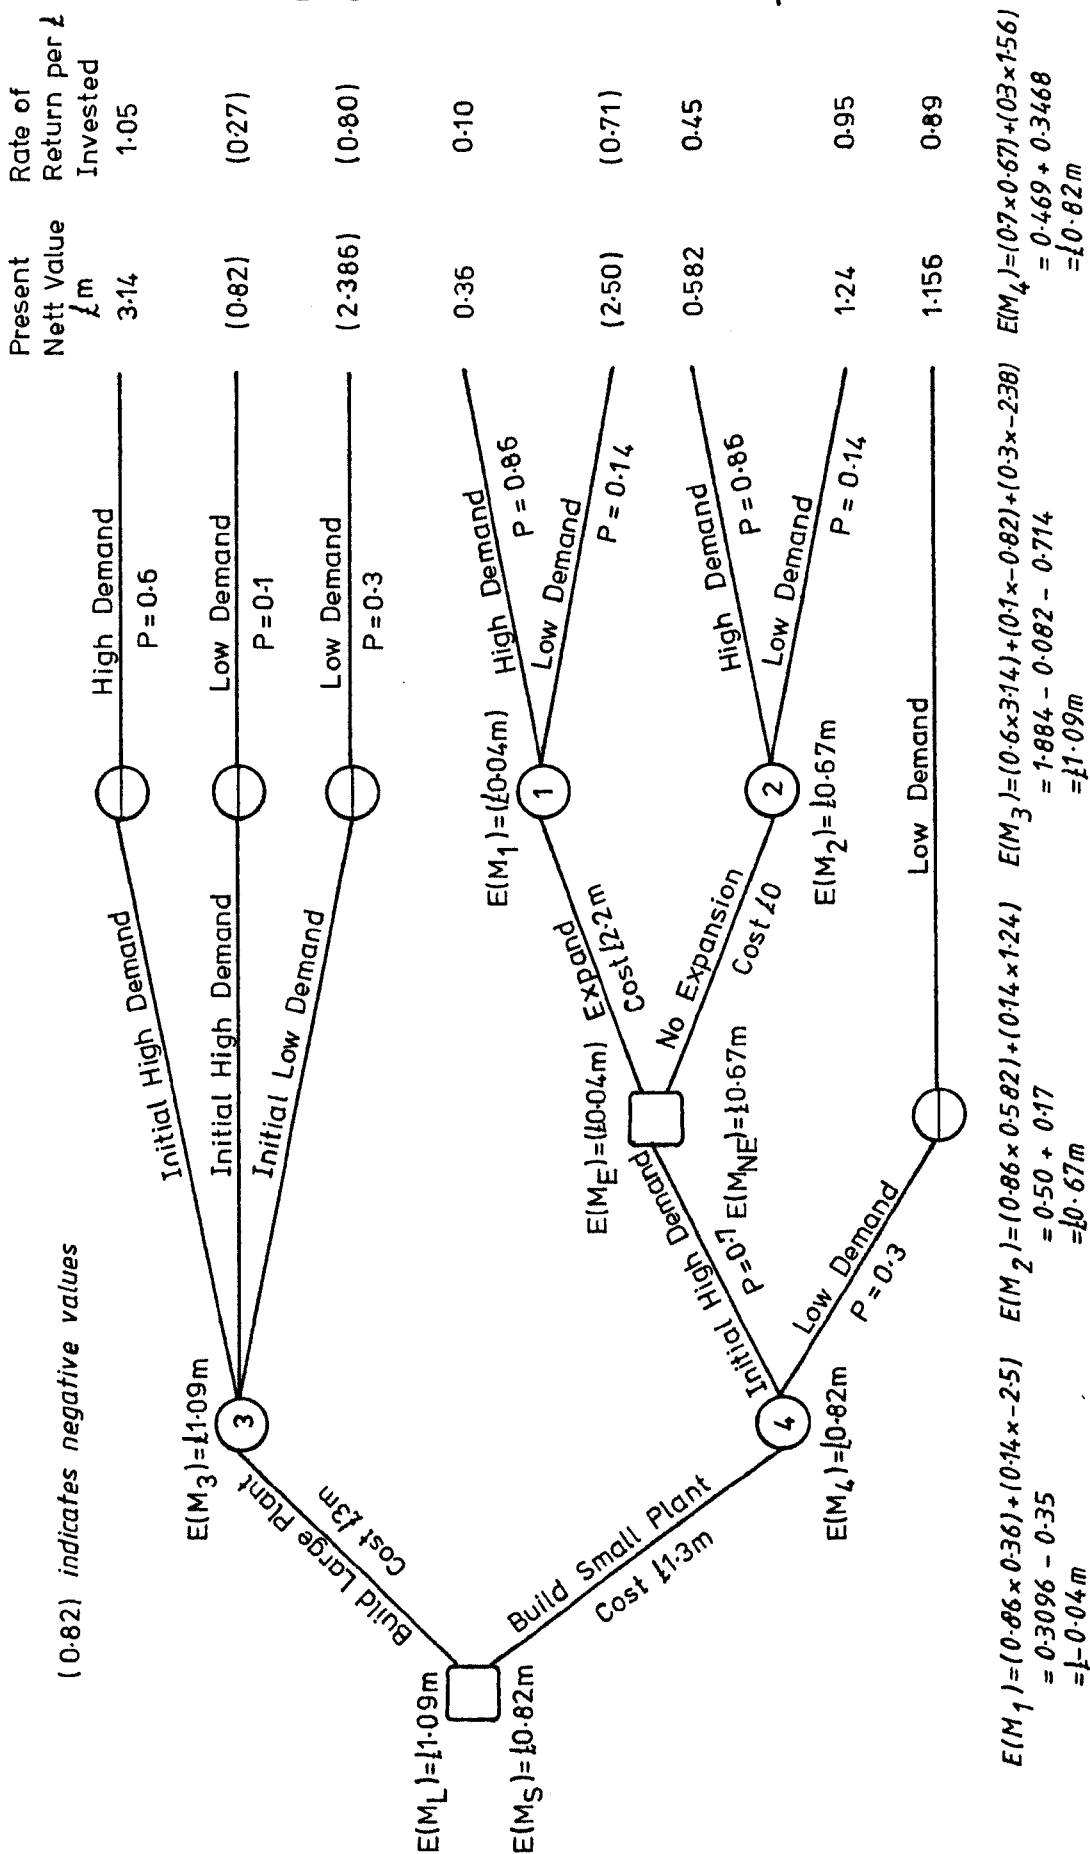 (0·82) indicates negative values
Present
Nett Value
£m
Rate of
Return per £
Invested
E(M3)=£1·09m
Initial High Demand
High Demand
P=0·6
3·14
1·05
Initial High Demand
Low Demand
P=0·1
(0·82)
(0·27)
Initial Low Demand
Low Demand
P=0·3
(2·386)
(0·80)
3
Build Large Plant
Cost £3m
E(ML)=£1·09m
E(MS)=£0·82m
Build Small Plant
Cost £1·3m
4
E(M4)=£0·82m
Initial High Demand
P=0·7
E(ME)=(£0·04m)
E(MNE)=£0·67m
Expand
Cost £2·2m
E(M1)=(£0·04m)
1
High Demand
P=0·86
0·36
0·10
Low Demand
P=0·14
(2·50)
(0·71)
No Expansion
Cost £0
2
E(M2)=£0·67m
High Demand
P=0·86
0·582
0·45
Low Demand
P=0·14
1·24
0·95
Low Demand
P=0·3
Low Demand
1·156
0·89
E(M1)=(0·86×0·36)+(0·14×-2·5)
= 0·3096 - 0·35
=£-0·04m
E(M2)=(0·86×0·582)+(0·14×1·24)
= 0·50 + 0·17
=£0·67m
E(M3)=(0·6×3·14)+(0·1×-0·82)+(0·3×-2·38)
= 1·884 - 0·082 - 0·714
=£1·09m
E(M4)=(0·7×0·67)+(0·3×1·56)
= 0·469 + 0·3468
=£0·82m